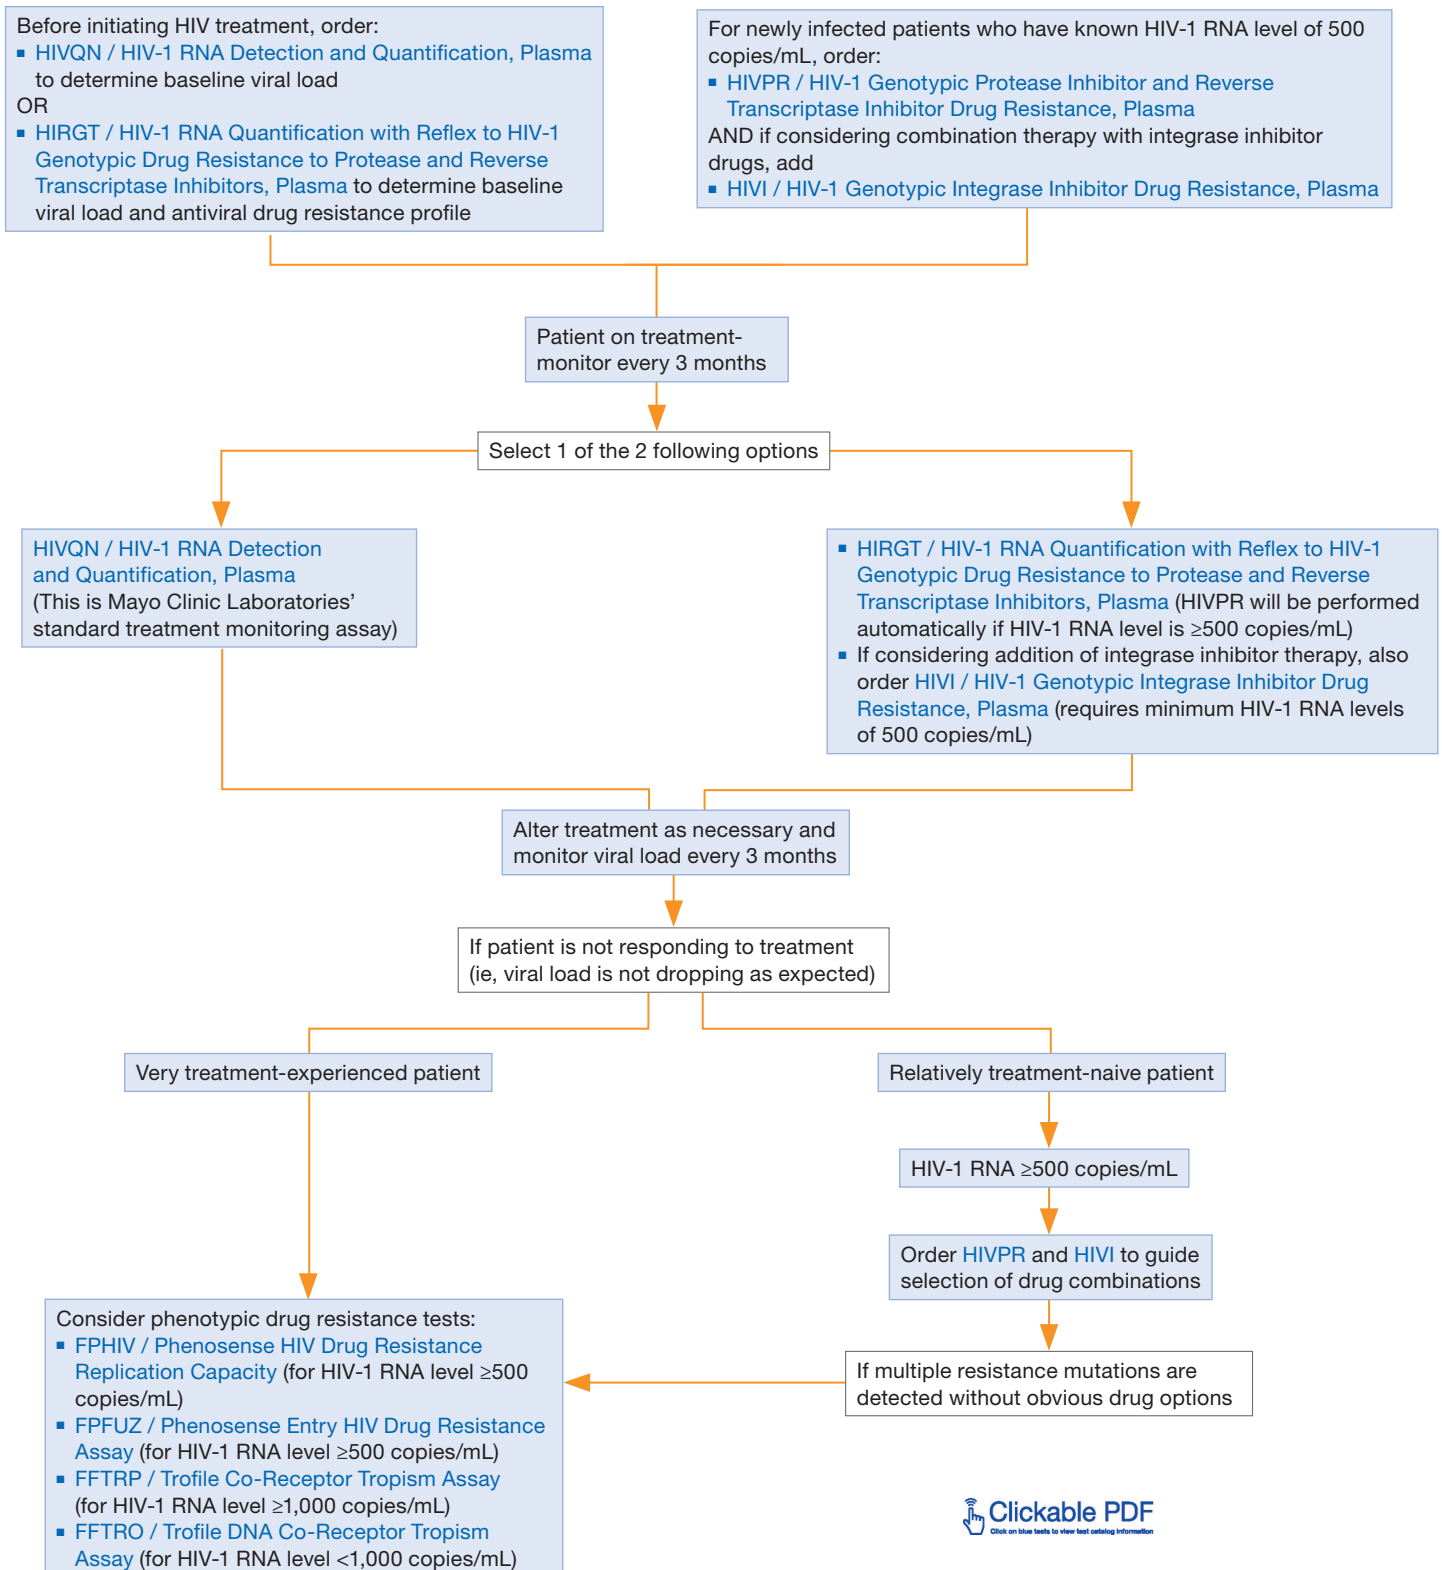 Before initiating HIV treatment, order:
▪ HIVQN / HIV-1 RNA Detection and Quantification, Plasma
to determine baseline viral load
OR
▪ HIRGT / HIV-1 RNA Quantification with Reflex to HIV-1
Genotypic Drug Resistance to Protease and Reverse
Transcriptase Inhibitors, Plasma to determine baseline
viral load and antiviral drug resistance profile
For newly infected patients who have known HIV-1 RNA level of 500
copies/mL, order:
▪ HIVPR / HIV-1 Genotypic Protease Inhibitor and Reverse
Transcriptase Inhibitor Drug Resistance, Plasma
AND if considering combination therapy with integrase inhibitor
drugs, add
▪ HIVI / HIV-1 Genotypic Integrase Inhibitor Drug Resistance, Plasma
Patient on treatment-
monitor every 3 months
Select 1 of the 2 following options
HIVQN / HIV-1 RNA Detection
and Quantification, Plasma
(This is Mayo Clinic Laboratories’
standard treatment monitoring assay)
▪ HIRGT / HIV-1 RNA Quantification with Reflex to HIV-1
Genotypic Drug Resistance to Protease and Reverse
Transcriptase Inhibitors, Plasma (HIVPR will be performed
automatically if HIV-1 RNA level is ≥500 copies/mL)
▪ If considering addition of integrase inhibitor therapy, also
order HIVI / HIV-1 Genotypic Integrase Inhibitor Drug
Resistance, Plasma (requires minimum HIV-1 RNA levels
of 500 copies/mL)
Alter treatment as necessary and
monitor viral load every 3 months
If patient is not responding to treatment
(ie, viral load is not dropping as expected)
Very treatment-experienced patient
Relatively treatment-naive patient
HIV-1 RNA ≥500 copies/mL
Order HIVPR and HIVI to guide
selection of drug combinations
If multiple resistance mutations are
detected without obvious drug options
Consider phenotypic drug resistance tests:
▪ FPHIV / Phenosense HIV Drug Resistance
Replication Capacity (for HIV-1 RNA level ≥500
copies/mL)
▪ FPFUZ / Phenosense Entry HIV Drug Resistance
Assay (for HIV-1 RNA level ≥500 copies/mL)
▪ FFTRP / Trofile Co-Receptor Tropism Assay
(for HIV-1 RNA level ≥1,000 copies/mL)
▪ FFTRO / Trofile DNA Co-Receptor Tropism
Assay (for HIV-1 RNA level <1,000 copies/mL)
Clickable PDF
Click on blue tests to view test catalog information